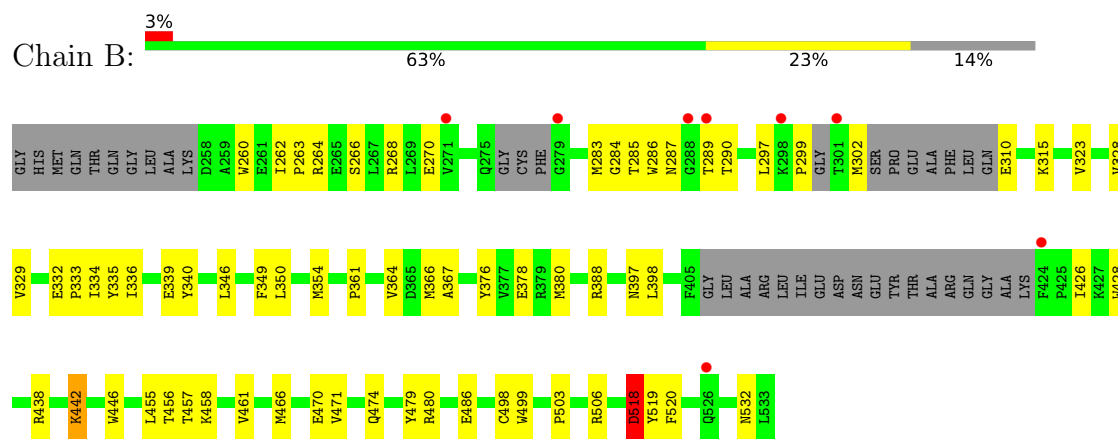 3%
Chain B:
63% 23% 14%
GLY HIS MET GLN THR GLN GLY LEU ALA LYS D258 A259 W260 E261 I262 P263 R264 E265 S266 L267 R268 L269 E270 V271 Q275 GLY CYS PHE G279 M283 G284 T285 W286 N287 G288 T289 T290 L297 K298 P299 GLY T301 M302 SER PRO GLU ALA PHE LEU GLN E310 K315 V323 V328
V329 E332 P333 I334 Y335 I336 E339 Y340 L346 F349 L350 M354 P361 V364 D365 M366 A367 Y376 V377 E378 R379 M380 R388 N397 L398 F405 GLY LEU ALA ARG LEU ILE GLU ASP ASN GLU TYR THR ALA ARG GLN GLY ALA LYS F424 P425 I426 K427 W428
R438 K442 W446 L455 T456 T457 K458 V461 M466 E470 V471 Q474 Y479 R480 E486 C498 W499 P503 R506 D518 Y519 F520 Q526 N532 L533